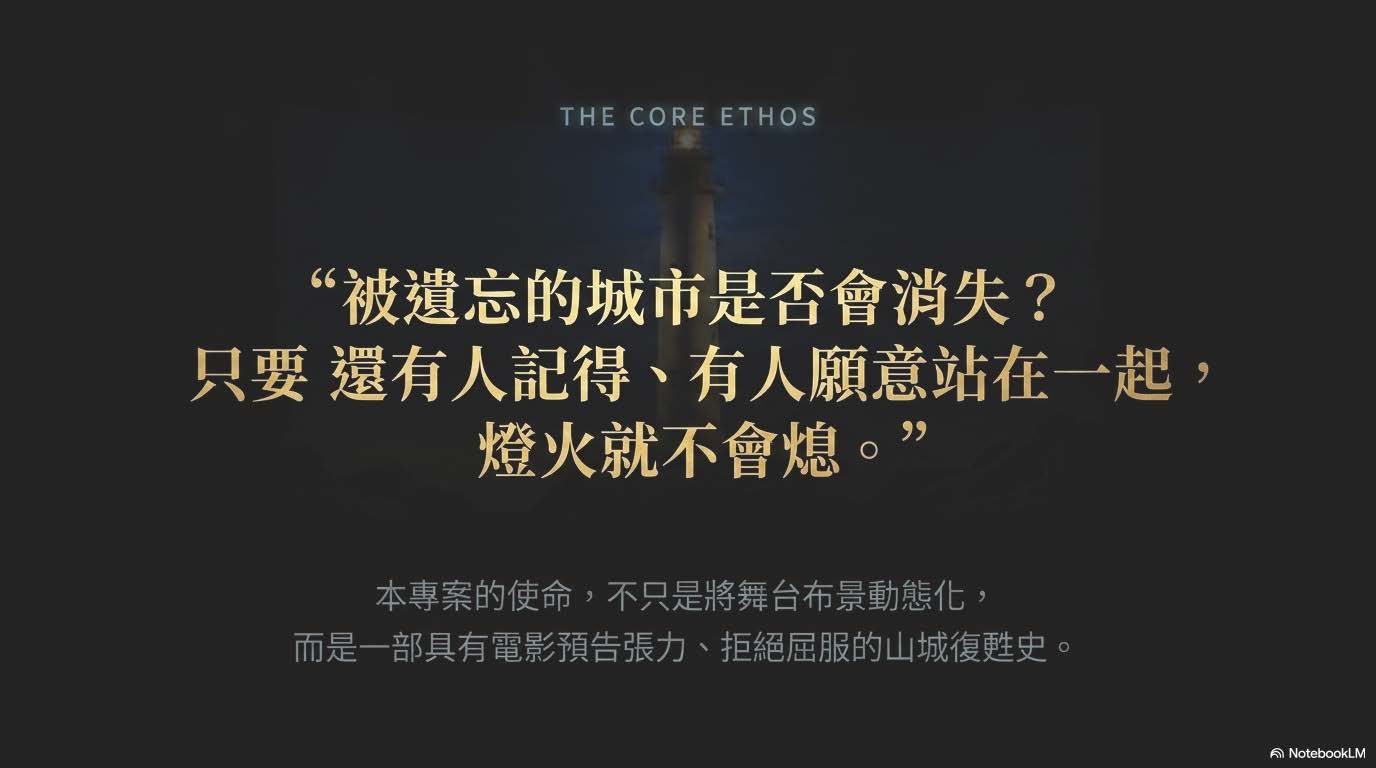 THE CORE ETHOS
“被遺忘的城市是否會消失？
只要 還有人記得、有人願意站在一起，
燈火就不會熄。”
本專案的使命，不只是將舞台布景動態化，
而是一部具有電影預告張力、拒絕屈服的山城復甦史。
NotebookLM